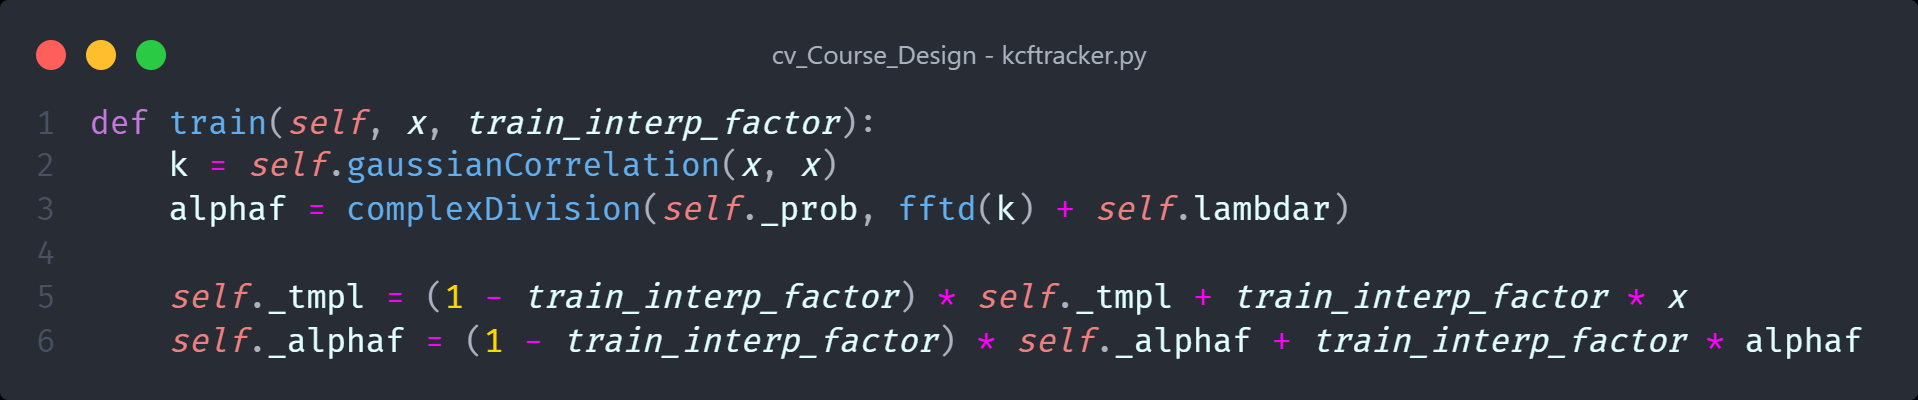 cv_Course_Design - kcftracker.py
1 def train(self, x, train_interp_factor):
2     k = self.gaussianCorrelation(x, x)
3     alphaf = complexDivision(self._prob, fftd(k) + self.lambdar)
4
5     self._tmpl = (1 - train_interp_factor) * self._tmpl + train_interp_factor * x
6     self._alphaf = (1 - train_interp_factor) * self._alphaf + train_interp_factor * alphaf